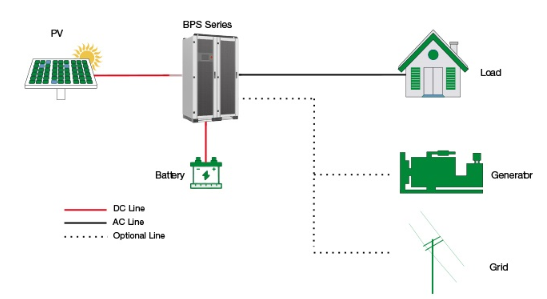 PV
BPS Series
Load
Battery
Generator
DC Line
AC Line
Optional Line
Grid